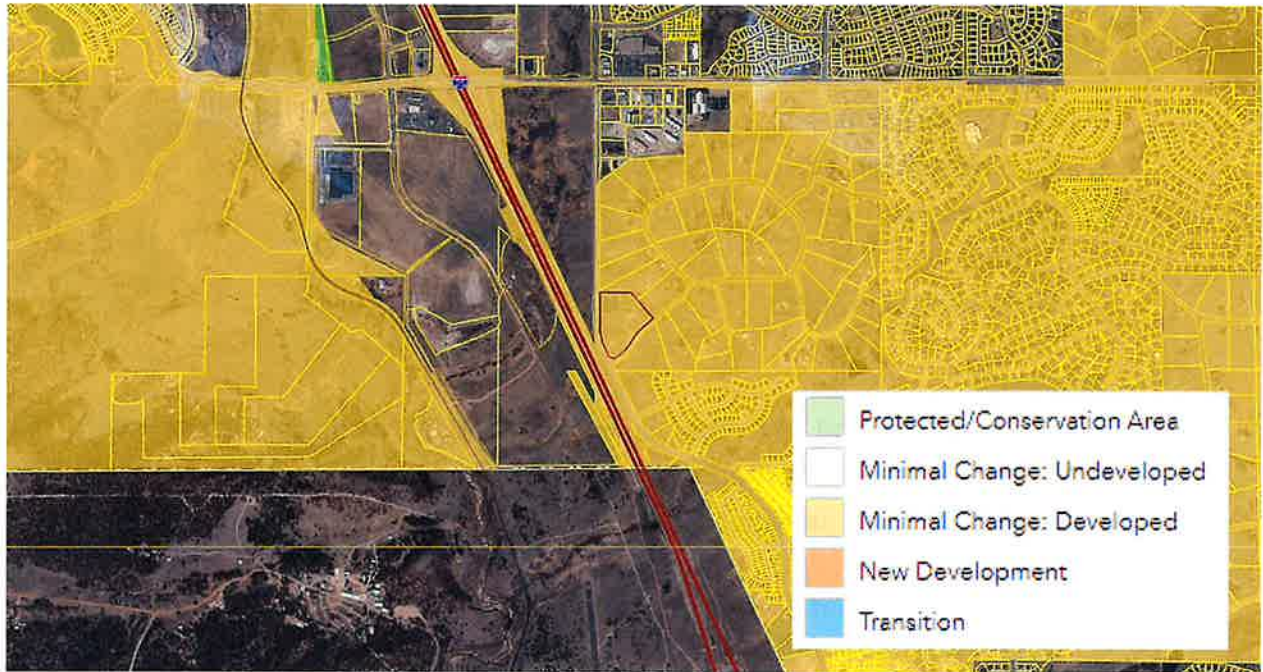 Protected/Conservation Area
Minimal Change: Undeveloped
Minimal Change: Developed
New Development
Transition